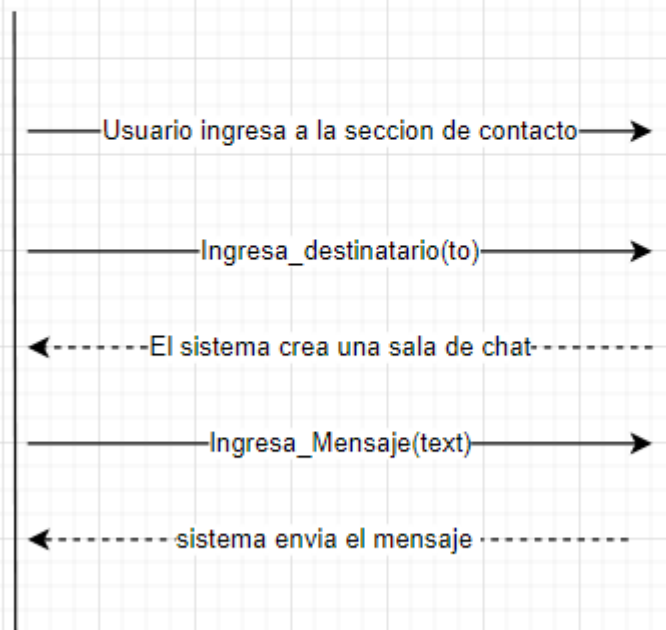 Usuario ingresa a la seccion de contacto
Ingresa_destinatario(to)
El sistema crea una sala de chat
Ingresa_Mensaje(text)
sistema envia el mensaje